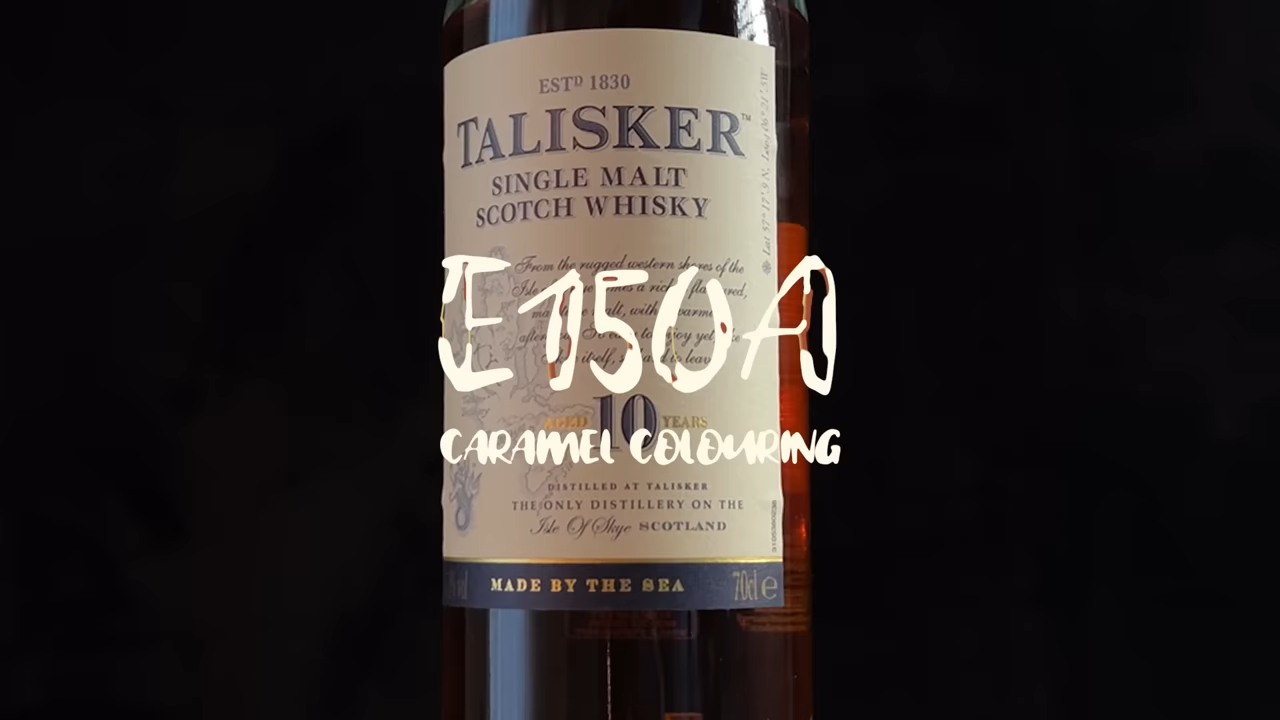 ESTD 1830
TALISKER™
SINGLE MALT
SCOTCH WHISKY
From the rugged western shores of the
E150A
AGED 10 YEARS
CARAMEL COLOURING
DISTILLED AT TALISKER
THE ONLY DISTILLERY ON THE
Isle Of Skye SCOTLAND
MADE BY THE SEA
70cl e